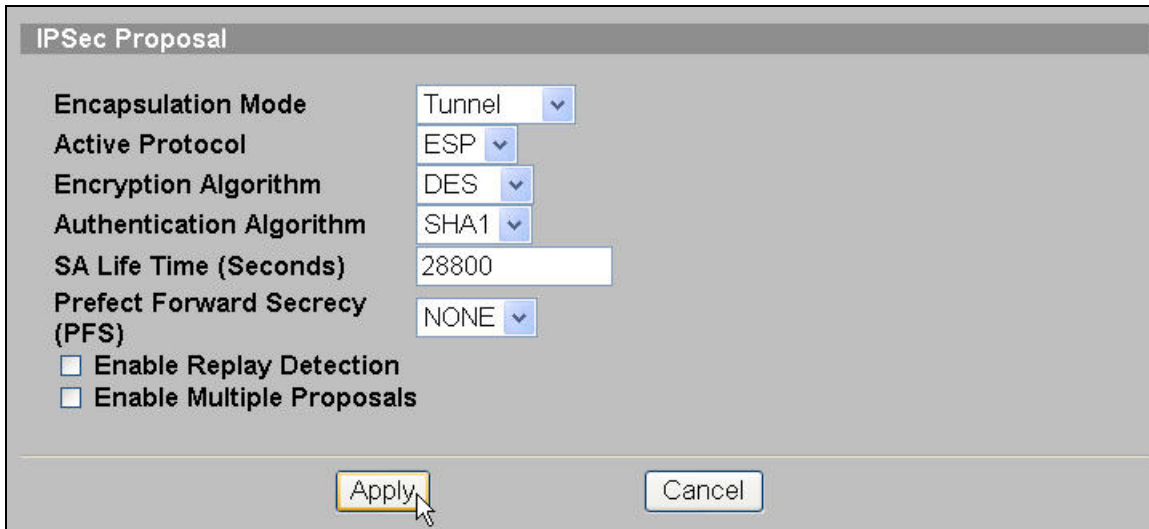 IPSec Proposal
Encapsulation Mode Tunnel
Active Protocol ESP
Encryption Algorithm DES
Authentication Algorithm SHA1
SA Life Time (Seconds) 28800
Prefect Forward Secrecy
(PFS) NONE
Enable Replay Detection
Enable Multiple Proposals
Apply Cancel